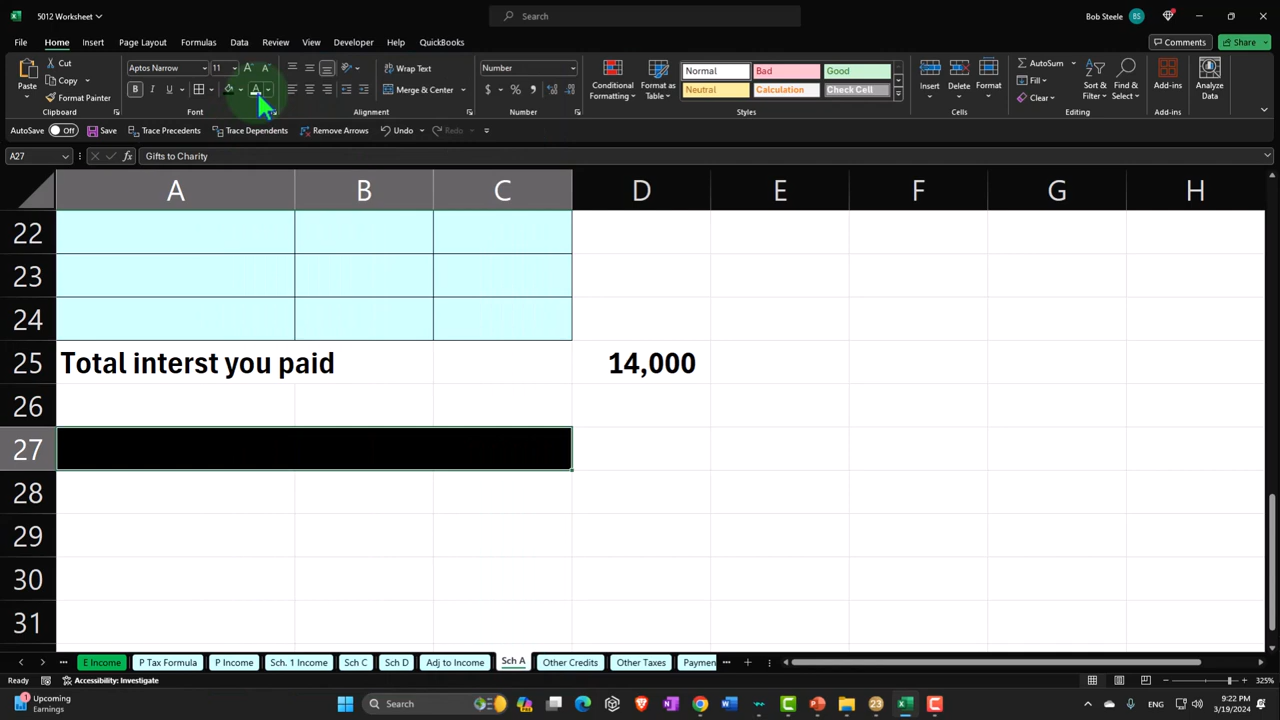 5012 Worksheet
Search
Bob Steele BS
File Home Insert Page Layout Formulas Data Review View Developer Help QuickBooks
Comments Share
Paste Cut Copy Format Painter
Clipboard
Aptos Narrow 11
B I U
Font
Wrap Text
Merge & Center
Alignment
Number
$ % 9
Number
Conditional Formatting
Format as Table
Normal Bad Good
Neutral Calculation Check Cell
Styles
Insert Delete Format
Cells
AutoSum
Fill
Clear
Sort & Filter
Find & Select
Editing
Add-ins
Add-ins
Analyze Data
AutoSave Off Save Trace Precedents Trace Dependents Remove Arrows Undo Redo
A27 fx Gifts to Charity
A B C D E F G H
22
23
24
25 Total interst you paid 14,000
26
27
28
29
30
31
E Income P Tax Formula P Income Sch. 1 Income Sch C Sch D Adj to Income Sch A Other Credits Other Taxes Paymen
Ready Accessibility: Investigate 325%
1 Upcoming
Earnings
Search
23
ENG
9:22 PM
3/19/2024